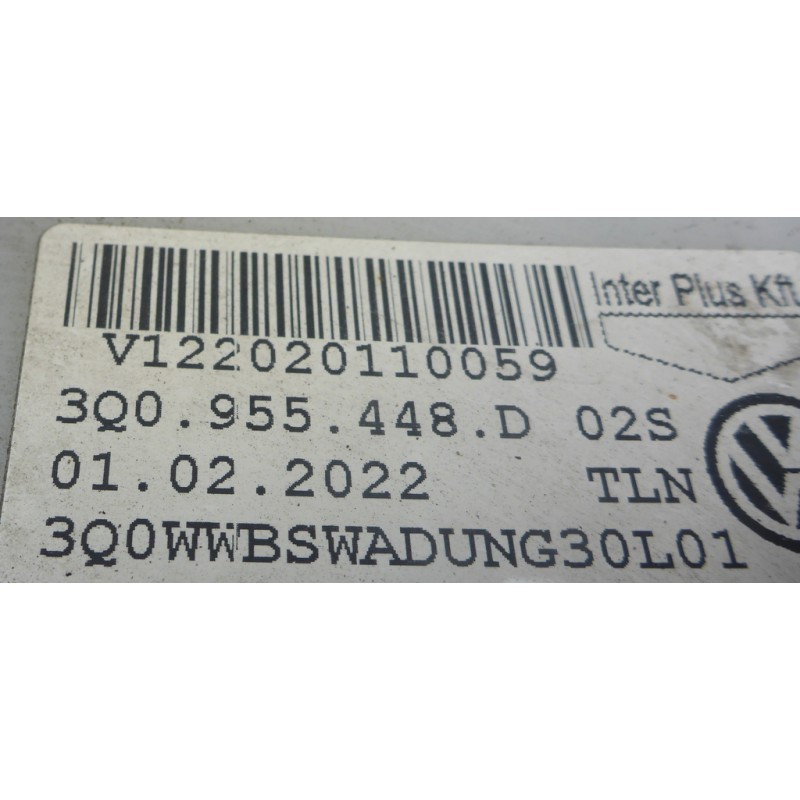 Inter Plus Kft
V122020110059
3Q0.955.448.D 02S
01.02.2022 TLN
3Q0WWBSWADUNG30L01